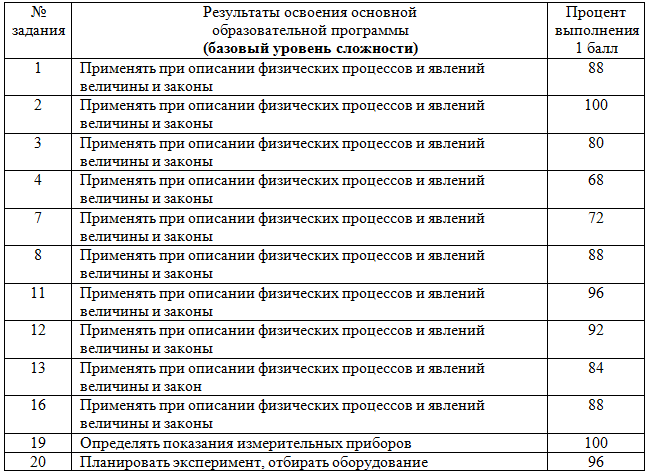 № Результаты освоения основной Процент
задания образовательной программы выполнения
(базовый уровень сложности) 1 балл
1 Применять при описании физических процессов и явлений 88
величины и законы
2 Применять при описании физических процессов и явлений 100
величины и законы
3 Применять при описании физических процессов и явлений 80
величины и законы
4 Применять при описании физических процессов и явлений 68
величины и законы
7 Применять при описании физических процессов и явлений 72
величины и законы
8 Применять при описании физических процессов и явлений 88
величины и законы
11 Применять при описании физических процессов и явлений 96
величины и законы
12 Применять при описании физических процессов и явлений 92
величины и законы
13 Применять при описании физических процессов и явлений 84
величины и закон
16 Применять при описании физических процессов и явлений 88
величины и законы
19 Определять показания измерительных приборов 100
20 Планировать эксперимент, отбирать оборудование 96